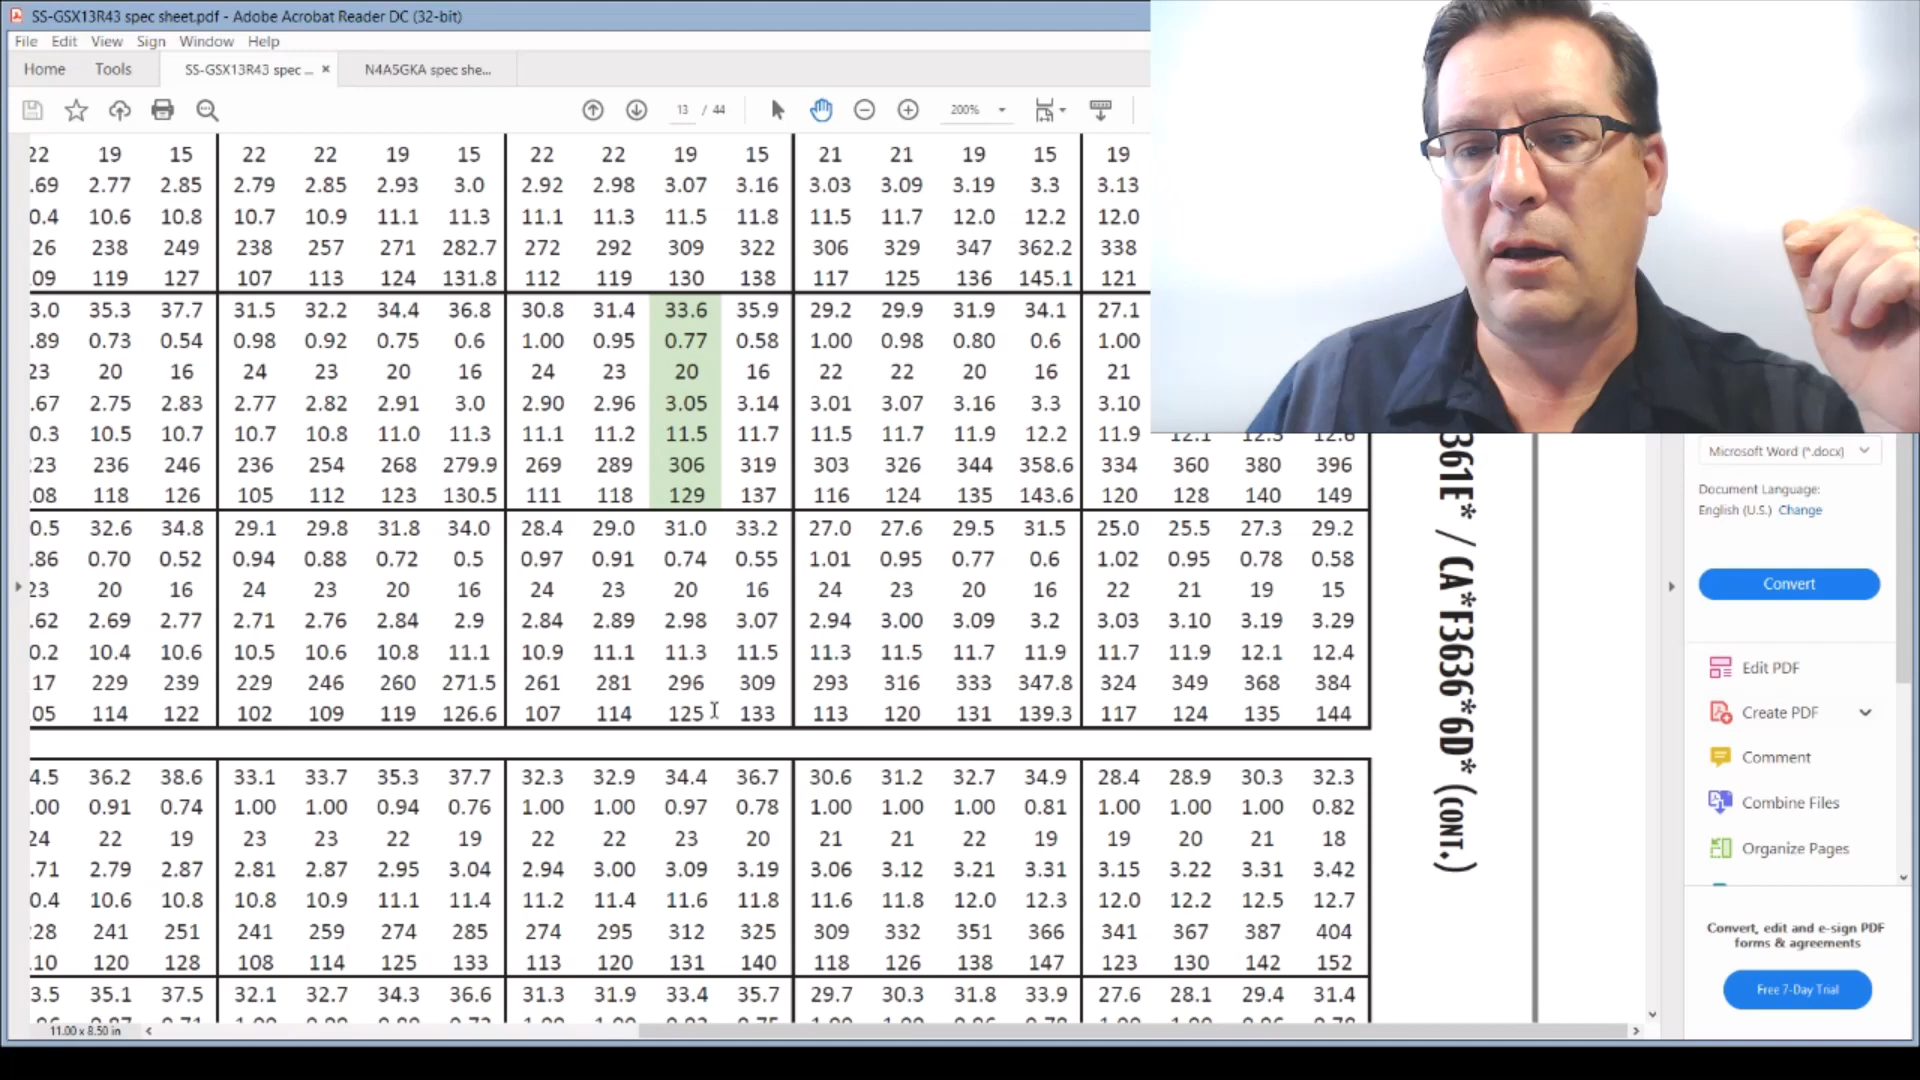 SS-GSX13R43 spec sheet.pdf - Adobe Acrobat Reader DC (32-bit)
File Edit View Sign Window Help
Home Tools SS-GSX13R43 spec ... × N4A5GKA spec she...
13 / 44 200%
22 19 15 22 22 19 15 22 22 19 15 21 21 19 15 19
.69 2.77 2.85 2.79 2.85 2.93 3.0 2.92 2.98 3.07 3.16 3.03 3.09 3.19 3.3 3.13
0.4 10.6 10.8 10.7 10.9 11.1 11.3 11.1 11.3 11.5 11.8 11.5 11.7 12.0 12.2 12.0
26 238 249 238 257 271 282.7 272 292 309 322 306 329 347 362.2 338
09 119 127 107 113 124 131.8 112 119 130 138 117 125 136 145.1 121
3.0 35.3 37.7 31.5 32.2 34.4 36.8 30.8 31.4 33.6 35.9 29.2 29.9 31.9 34.1 27.1
.89 0.73 0.54 0.98 0.92 0.75 0.6 1.00 0.95 0.77 0.58 1.00 0.98 0.80 0.6 1.00
23 20 16 24 23 20 16 24 23 20 16 22 22 20 16 21
.67 2.75 2.83 2.77 2.82 2.91 3.0 2.90 2.96 3.05 3.14 3.01 3.07 3.16 3.3 3.10
0.3 10.5 10.7 10.7 10.8 11.0 11.3 11.1 11.2 11.5 11.7 11.5 11.7 11.9 12.2 11.9 12.1 12.3 12.6
23 236 246 236 254 268 279.9 269 289 306 319 303 326 344 358.6 334 360 380 396
08 118 126 105 112 123 130.5 111 118 129 137 116 124 135 143.6 120 128 140 149
0.5 32.6 34.8 29.1 29.8 31.8 34.0 28.4 29.0 31.0 33.2 27.0 27.6 29.5 31.5 25.0 25.5 27.3 29.2
.86 0.70 0.52 0.94 0.88 0.72 0.5 0.97 0.91 0.74 0.55 1.01 0.95 0.77 0.6 1.02 0.95 0.78 0.58
23 20 16 24 23 20 16 24 23 20 16 24 23 20 16 22 21 19 15
.62 2.69 2.77 2.71 2.76 2.84 2.9 2.84 2.89 2.98 3.07 2.94 3.00 3.09 3.2 3.03 3.10 3.19 3.29
0.2 10.4 10.6 10.5 10.6 10.8 11.1 10.9 11.1 11.3 11.5 11.3 11.5 11.7 11.9 11.7 11.9 12.1 12.4
17 229 239 229 246 260 271.5 261 281 296 309 293 316 333 347.8 324 349 368 384
05 114 122 102 109 119 126.6 107 114 125 133 113 120 131 139.3 117 124 135 144
4.5 36.2 38.6 33.1 33.7 35.3 37.7 32.3 32.9 34.4 36.7 30.6 31.2 32.7 34.9 28.4 28.9 30.3 32.3
.00 0.91 0.74 1.00 1.00 0.94 0.76 1.00 1.00 0.97 0.78 1.00 1.00 1.00 0.81 1.00 1.00 1.00 0.82
24 22 19 23 23 22 19 22 22 23 20 21 21 22 19 19 20 21 18
.71 2.79 2.87 2.81 2.87 2.95 3.04 2.94 3.00 3.09 3.19 3.06 3.12 3.21 3.31 3.15 3.22 3.31 3.42
0.4 10.6 10.8 10.8 10.9 11.1 11.4 11.2 11.4 11.6 11.8 11.6 11.8 12.0 12.3 12.0 12.2 12.5 12.7
28 241 251 241 259 274 285 274 295 312 325 309 332 351 366 341 367 387 404
10 120 128 108 114 125 133 113 120 131 140 118 126 138 147 123 130 142 152
3.5 35.1 37.5 32.1 32.7 34.3 36.6 31.3 31.9 33.4 35.7 29.7 30.3 31.8 33.9 27.6 28.1 29.4 31.4
361F* / CA*F3636*6D* (CONT.)
11.00 x 8.50 in
Microsoft Word (*.docx)
Document Language:
English (U.S.) Change
Convert
Edit PDF
Create PDF
Comment
Combine Files
Organize Pages
Convert, edit and e-sign PDF
forms & agreements
Free 7-Day Trial